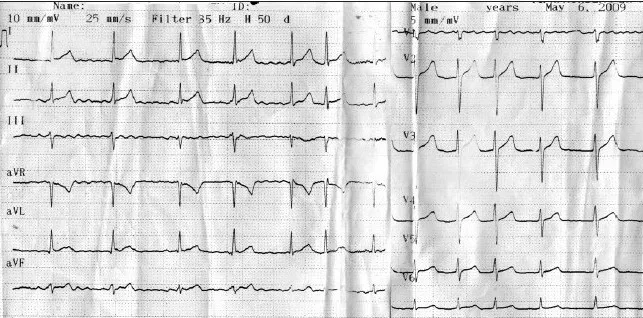 Name: ID: Male years May 6. 2009
10 mm/mV 25 mm/s Filter 35 Hz H 50 d 5 mm/mV
I
II
III
aVR
aVL
aVF
V1
V2
V3
V4
V5
V6